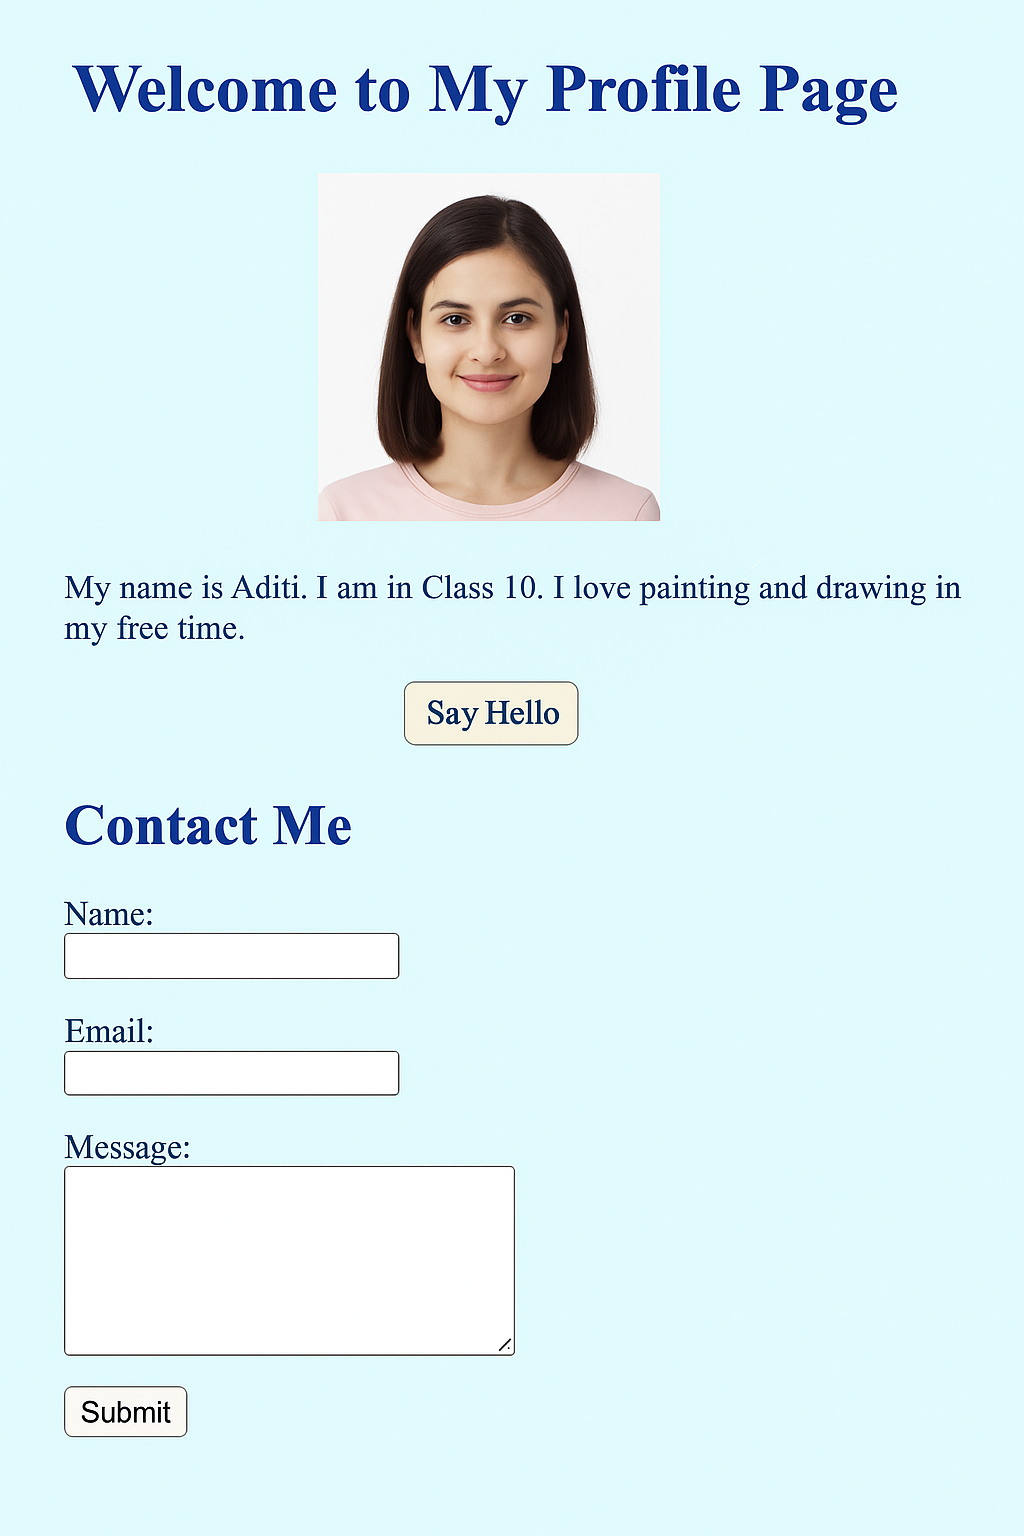 Welcome to My Profile Page
My name is Aditi. I am in Class 10. I love painting and drawing in
my free time.
Say Hello
Contact Me
Name:
Email:
Message:
Submit